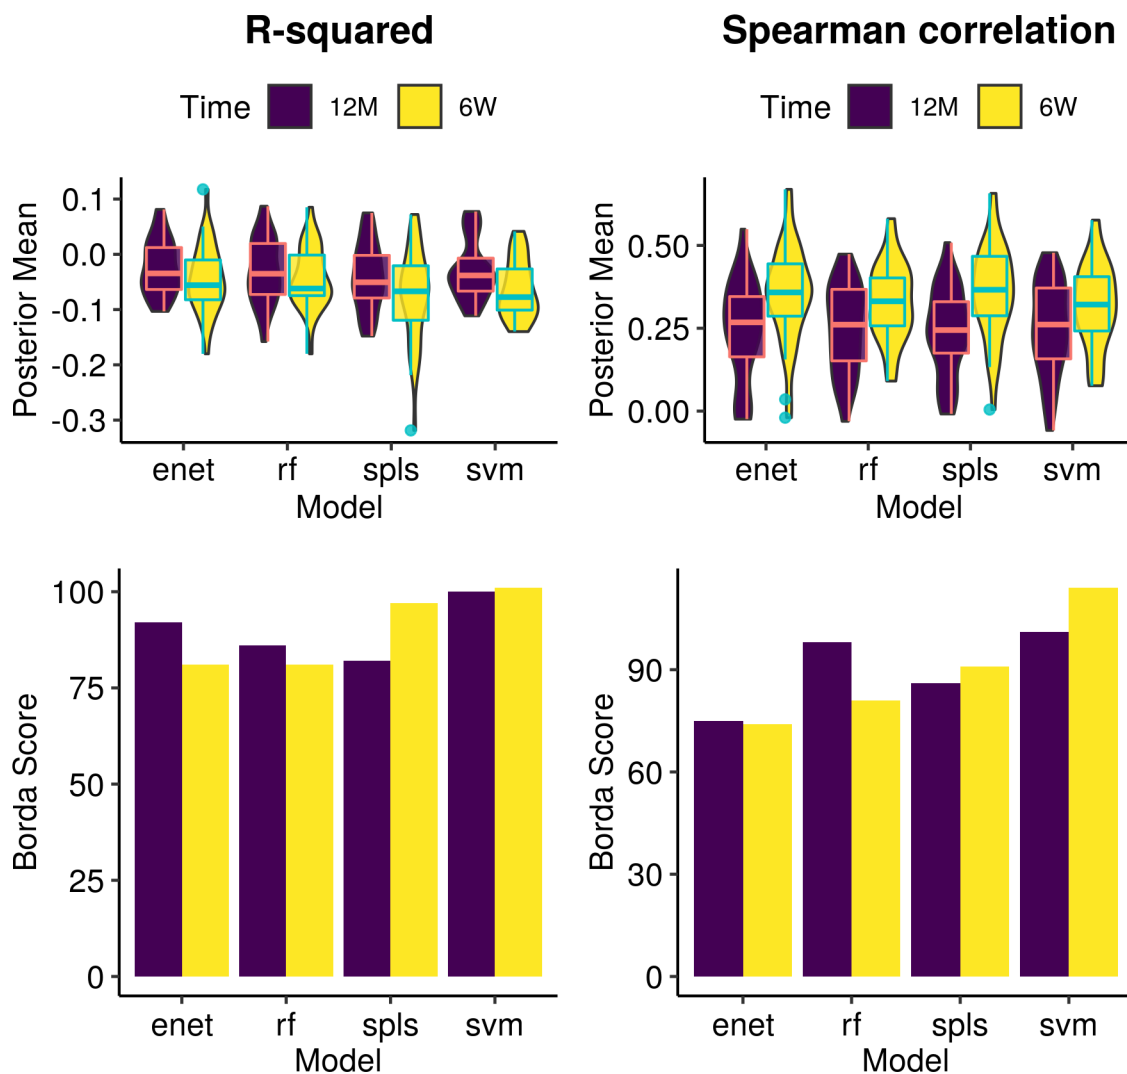 R-squared
Spearman correlation
Time 12M 6W
Time 12M 6W
Posterior Mean
0.1
0.0
-0.1
-0.2
-0.3
enet rf spls svm
Model
Posterior Mean
0.50
0.25
0.00
enet rf spls svm
Model
Borda Score
100
75
50
25
0
enet rf spls svm
Model
Borda Score
90
60
30
0
enet rf spls svm
Model